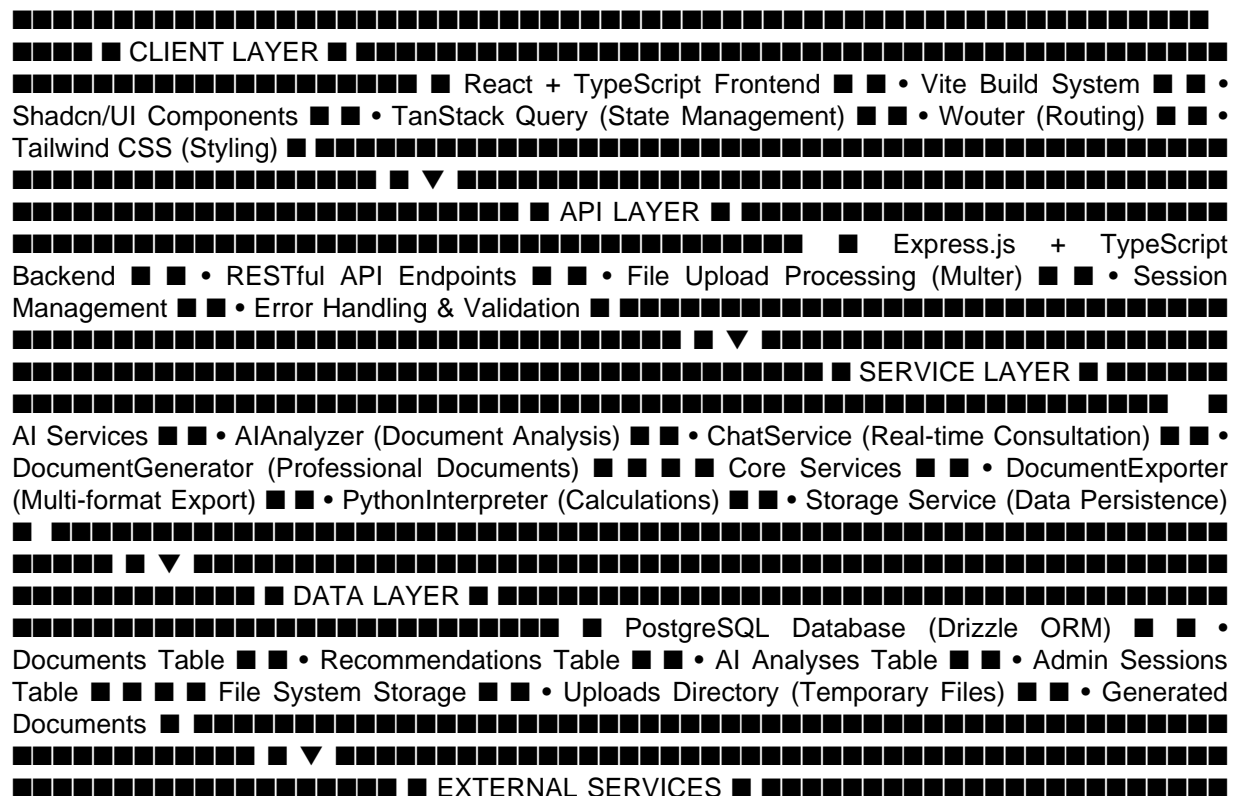 CLIENT LAYER
React + TypeScript Frontend ■ ■ • Vite Build System ■ ■ •
Shadcn/UI Components ■ ■ • TanStack Query (State Management) ■ ■ • Wouter (Routing) ■ ■ •
Tailwind CSS (Styling)
▼
API LAYER
Express.js + TypeScript
Backend ■ ■ • RESTful API Endpoints ■ ■ • File Upload Processing (Multer) ■ ■ • Session
Management ■ ■ • Error Handling & Validation
▼
SERVICE LAYER
AI Services ■ ■ • AIAnalyzer (Document Analysis) ■ ■ • ChatService (Real-time Consultation) ■ ■ •
DocumentGenerator (Professional Documents) ■ ■ ■ ■ Core Services ■ ■ • DocumentExporter
(Multi-format Export) ■ ■ • PythonInterpreter (Calculations) ■ ■ • Storage Service (Data Persistence)
▼
DATA LAYER
PostgreSQL Database (Drizzle ORM) ■ ■ •
Documents Table ■ ■ • Recommendations Table ■ ■ • AI Analyses Table ■ ■ • Admin Sessions
Table ■ ■ ■ ■ File System Storage ■ ■ • Uploads Directory (Temporary Files) ■ ■ • Generated
Documents
▼
EXTERNAL SERVICES